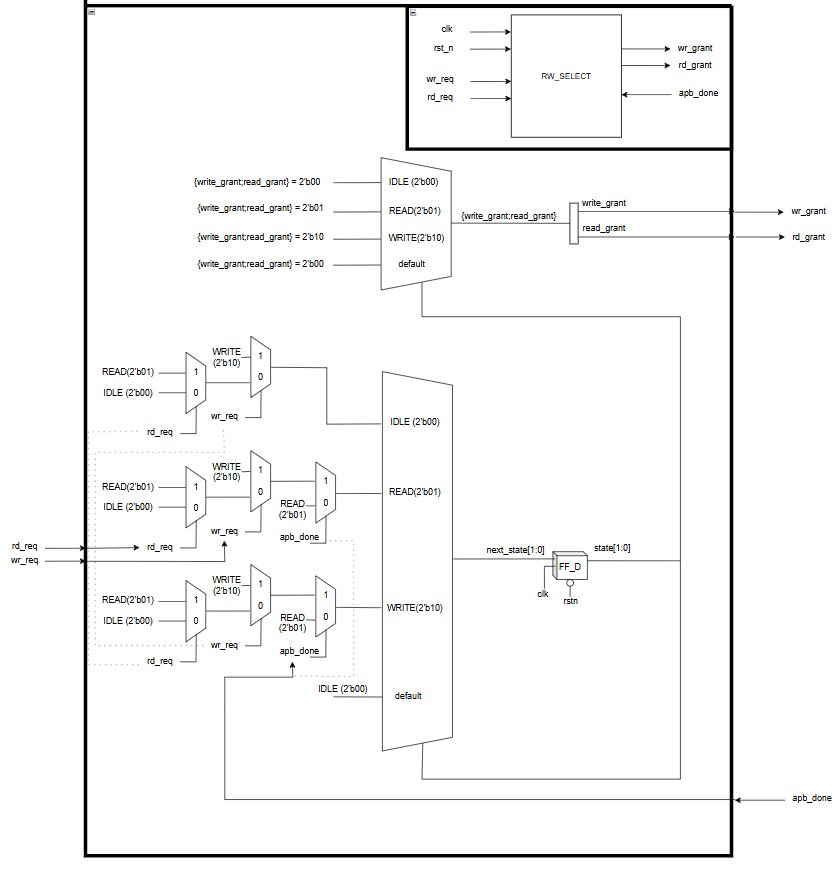 clk
rst_n
wr_req
rd_req
RW_SELECT
wr_grant
rd_grant
apb_done
{write_grant;read_grant} = 2'b00
{write_grant;read_grant} = 2'b01
{write_grant;read_grant} = 2'b10
{write_grant;read_grant} = 2'b00
IDLE (2'b00)
READ(2'b01)
WRITE(2'b10)
default
{write_grant;read_grant}
write_grant
read_grant
wr_grant
rd_grant
READ(2'b01)
IDLE (2'b00)
1
0
rd_req
WRITE
(2'b10)
1
0
wr_req
IDLE (2'b00)
READ(2'b01)
IDLE (2'b00)
1
0
rd_req
WRITE
(2'b10)
1
0
wr_req
READ
(2'b01)
1
0
apb_done
READ(2'b01)
rd_req
wr_req
READ(2'b01)
IDLE (2'b00)
1
0
rd_req
WRITE
(2'b10)
1
0
wr_req
READ
(2'b01)
1
0
apb_done
WRITE(2'b10)
IDLE (2'b00)
default
next_state[1:0]
FF_D
clk
rstn
state[1:0]
apb_done